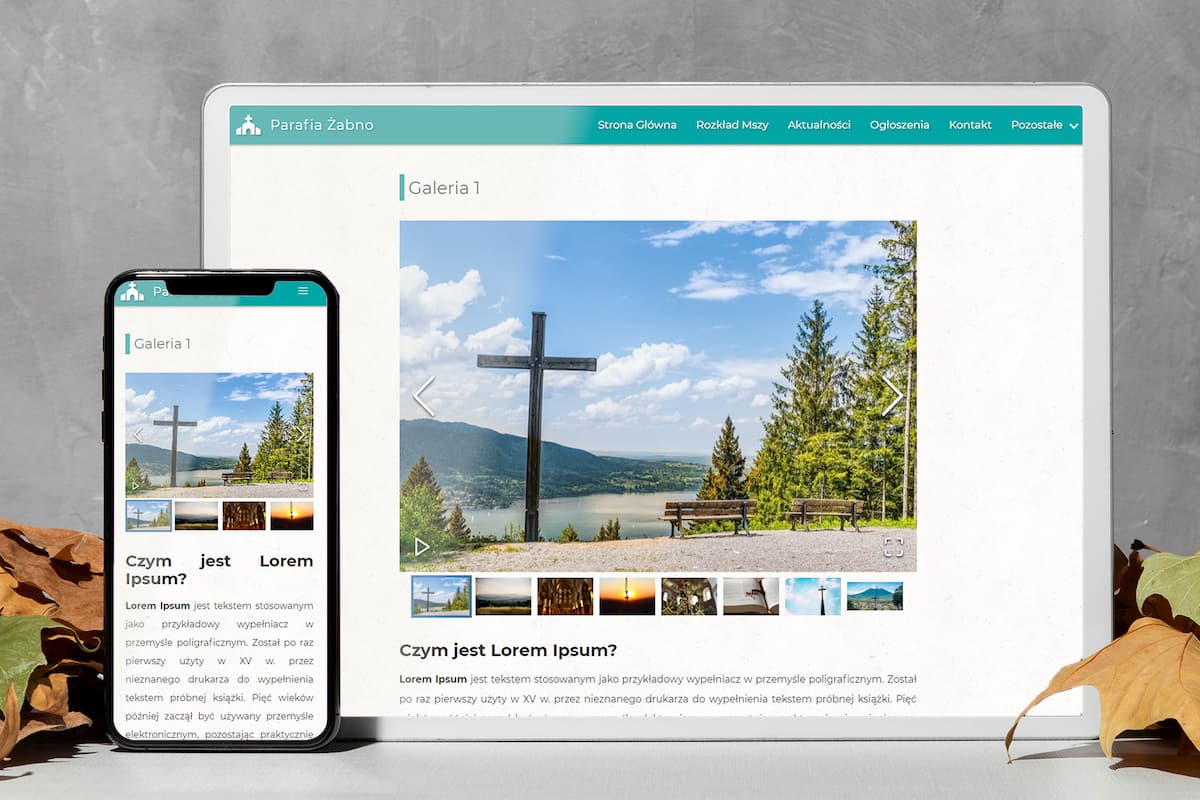 Parafia Żabno
Strona Główna
Rozkład Mszy
Aktualności
Ogłoszenia
Kontakt
Pozostałe
Galeria 1
Czym jest Lorem Ipsum?
Lorem Ipsum jest tekstem stosowanym jako przykładowy wypełniacz w przemyśle poligraficznym. Został
po raz pierwszy użyty w XV w. przez nieznanego drukarza do wypełnienia tekstem próbnej książki. Pięć
Pa
Galeria 1
Czym jest Lorem
Ipsum?
Lorem Ipsum jest tekstem stosowanym
jako przykładowy wypełniacz w
przemyśle poligraficznym. Został po raz
pierwszy użyty w XV w. przez
nieznanego drukarza do wypełnienia
tekstem próbnej książki. Pięć wieków
później zaczął być używany przemyśle
elektronicznym, pozostając praktycznie